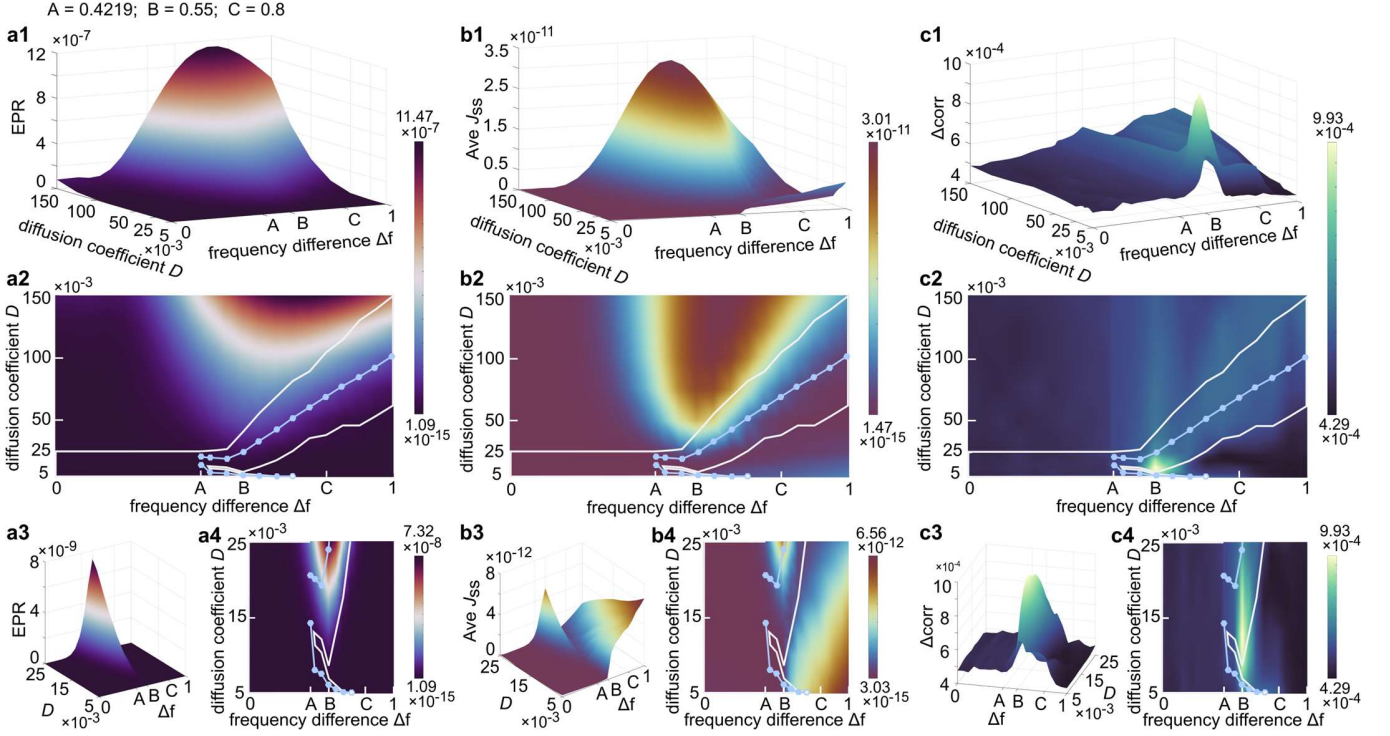 A = 0.4219; B = 0.55; C = 0.8
a1
×10⁻⁷
12
8
4
0
EPR
150
100
50
25
5
×10⁻³
diffusion coefficient D
0
A
B
C
1
frequency difference Δf
11.47
×10⁻⁷
1.09
×10⁻¹⁵
b1
×10⁻¹¹
3.5
2.5
1.5
0.5
0
Ave Jss
150
100
50
25
5
×10⁻³
diffusion coefficient D
0
A
B
C
1
frequency difference Δf
3.01
×10⁻¹¹
1.47
×10⁻¹⁵
c1
×10⁻⁴
10
8
6
4
Δcorr
150
100
50
25
5
×10⁻³
diffusion coefficient D
0
A
B
C
1
frequency difference Δf
9.93
×10⁻⁴
4.29
×10⁻⁴
a2
×10⁻³
150
100
50
25
5
diffusion coefficient D
0
A
B
C
1
frequency difference Δf
b2
×10⁻³
150
100
50
25
5
diffusion coefficient D
0
A
B
C
1
frequency difference Δf
c2
×10⁻³
150
100
50
25
5
diffusion coefficient D
0
A
B
C
1
frequency difference Δf
a3
×10⁻⁹
8
4
0
EPR
25
15
5
D
×10⁻³
0
A
B
C
1
Δf
a4
×10⁻³
25
15
5
diffusion coefficient D
0
A
B
C
1
frequency difference Δf
7.32
×10⁻⁸
1.09
×10⁻¹⁵
b3
×10⁻¹²
8
6
4
2
0
Ave Jss
25
15
5
D
×10⁻³
0
A
B
C
1
Δf
b4
×10⁻³
25
15
5
diffusion coefficient D
0
A
B
C
1
frequency difference Δf
6.56
×10⁻¹²
3.03
×10⁻¹⁵
c3
×10⁻⁴
10
8
6
4
Δcorr
0
A
B
C
1
Δf
25
15
5
D
×10⁻³
c4
×10⁻³
25
15
5
diffusion coefficient D
0
A
B
C
1
frequency difference Δf
9.93
×10⁻⁴
4.29
×10⁻⁴